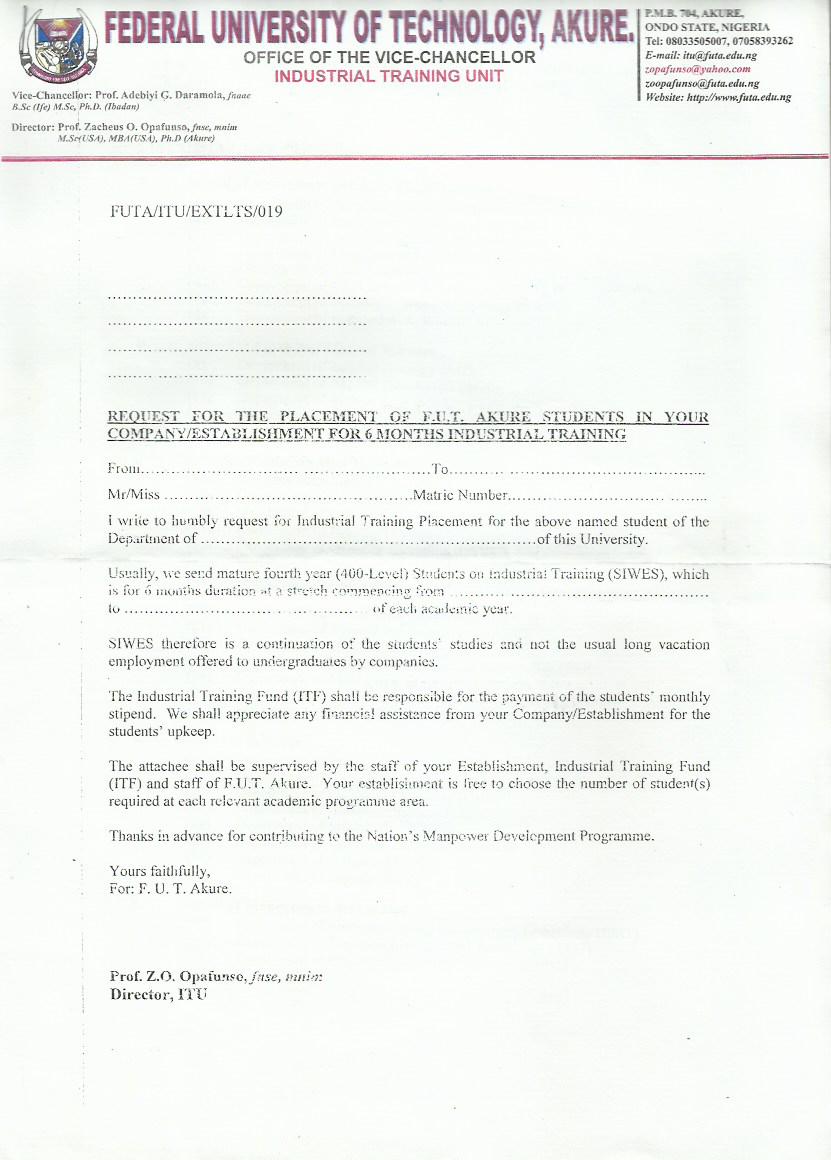 FEDERAL UNIVERSITY OF TECHNOLOGY, AKURE.
OFFICE OF THE VICE-CHANCELLOR
INDUSTRIAL TRAINING UNIT
P.M.B. 704, AKURE,
ONDO STATE, NIGERIA
Tel: 08033505007, 07058393262
E-mail: itu@futa.edu.ng
zopafunso@yahoo.com
zoopafunso@futa.edu.ng
Website: http://www.futa.edu.ng
Vice-Chancellor: Prof. Adebiyi G. Daramola, fnaae
B.Sc (Ife) M.Sc, Ph.D. (Ibadan)
Director: Prof. Zacheus O. Opafunso, fnse, mnim
M.Sc(USA), MBA(USA), Ph.D (Akure)
FUTA/ITU/EXTLTS/019
................................................
................................................
................................................
................................................
REQUEST FOR THE PLACEMENT OF F.U.T. AKURE STUDENTS IN YOUR
COMPANY/ESTABLISHMENT FOR 6 MONTHS INDUSTRIAL TRAINING
From......................................................To..................................................
Mr/Miss ..............................................Matric Number.....................................
I write to humbly request for Industrial Training Placement for the above named student of the
Department of ..............................................................of this University.
Usually, we send mature fourth year (400-Level) Students on Industrial Training (SIWES), which
is for 6 months duration at a stretch commencing from ................................................
to .............................................. of each academic year.
SIWES therefore is a continuation of the students' studies and not the usual long vacation
employment offered to undergraduates by companies.
The Industrial Training Fund (ITF) shall be responsible for the payment of the students' monthly
stipend. We shall appreciate any financial assistance from your Company/Establishment for the
students' upkeep.
The attachee shall be supervised by the staff of your Establishment, Industrial Training Fund
(ITF) and staff of F.U.T. Akure. Your establishment is free to choose the number of student(s)
required at each relevant academic programme area.
Thanks in advance for contributing to the Nation's Manpower Development Programme.
Yours faithfully,
For: F. U. T. Akure.
Prof. Z.O. Opafunso, fnse, mnim
Director, ITU